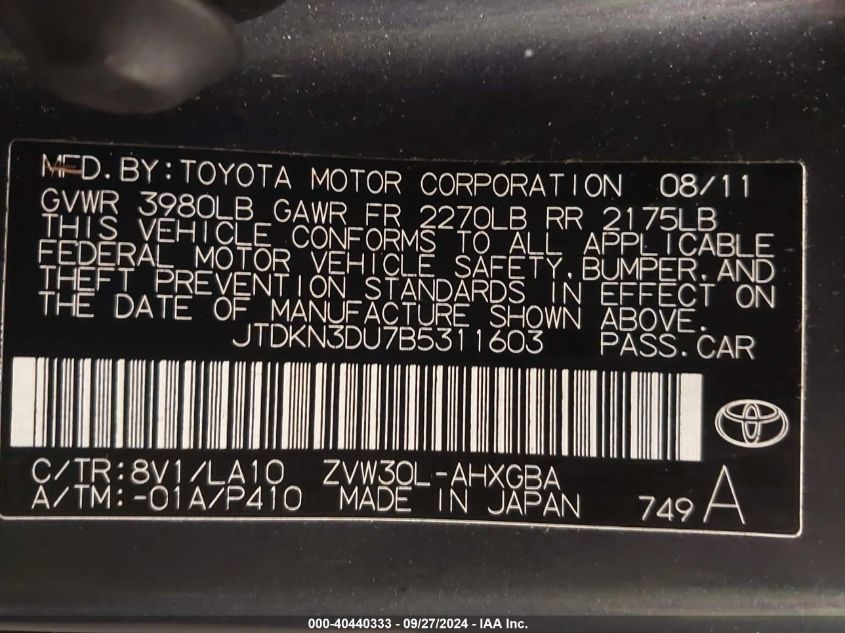 MFD. BY: TOYOTA MOTOR CORPORATION 08/11
GVWR 3980LB GAWR FR 2270LB RR 2175LB
THIS VEHICLE CONFORMS TO ALL APPLICABLE
FEDERAL MOTOR VEHICLE SAFETY, BUMPER, AND
THEFT PREVENTION STANDARDS IN EFFECT ON
THE DATE OF MANUFACTURE SHOWN ABOVE.
JTDKN3DU7B5311603 PASS. CAR
C/TR: 8V1/LA10 ZVW30L-AHXGBA
A/TM: -01A/P410 MADE IN JAPAN 749 A
000-40440333 - 09/27/2024 - IAA Inc.